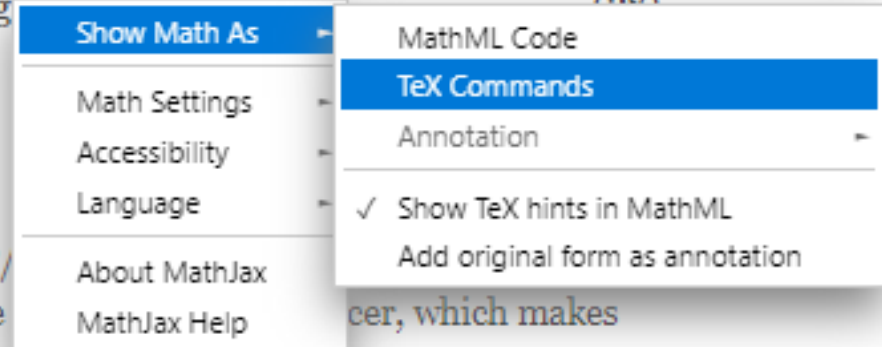 Show Math As
Math Settings
Accessibility
Language
About MathJax
MathJax Help
MathML Code
TeX Commands
Annotation
✓ Show TeX hints in MathML
Add original form as annotation
cer, which makes